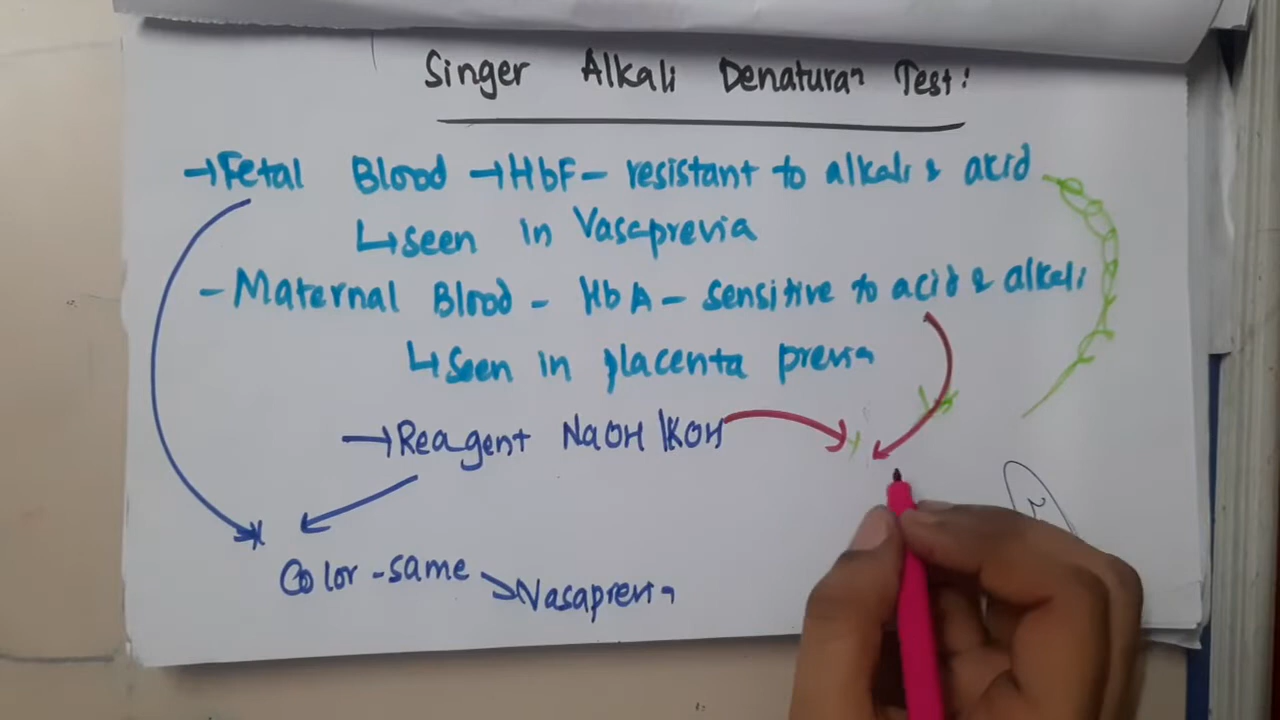 Singer Alkali Denaturan Test:
→Fetal Blood →HbF- resistant to alkali & acid
↳seen in Vasaprevia
- Maternal Blood - HbA - sensitive to acid & alkali
↳seen in placenta previa
→Reagent NaOH/KOH
Color-same →Vasaprevia
2